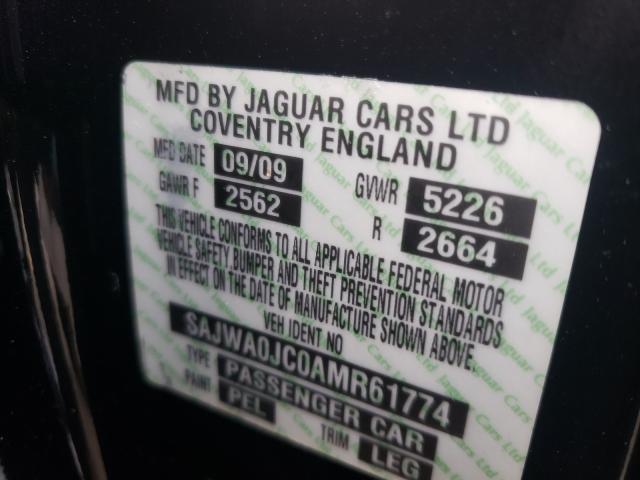 MFD BY JAGUAR CARS LTD
COVENTRY ENGLAND
MFD DATE 09/09 GVWR 5226
GAWR F 2562 R 2664
THIS VEHICLE CONFORMS TO ALL APPLICABLE FEDERAL MOTOR
VEHICLE SAFETY BUMPER AND THEFT PREVENTION STANDARDS
IN EFFECT ON THE DATE OF MANUFACTURE SHOWN ABOVE.
VEH IDENT NO
SAJWA0JC0AMR61774
TYPE PASSENGER CAR
PAINT PEL TRIM LEG